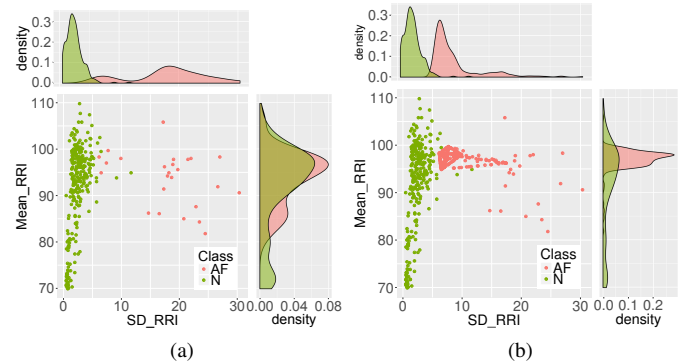 density
0.3
0.2
0.1
0.0
Mean_RRI
110
100
90
80
70
Class
AF
N
0 10 20 30
SD_RRI
0.00 0.04 0.08
density
(a)
density
0.3
0.2
0.1
0.0
Mean_RRI
110
100
90
80
70
Class
AF
N
0 10 20 30
SD_RRI
0.0 0.1 0.2
density
(b)